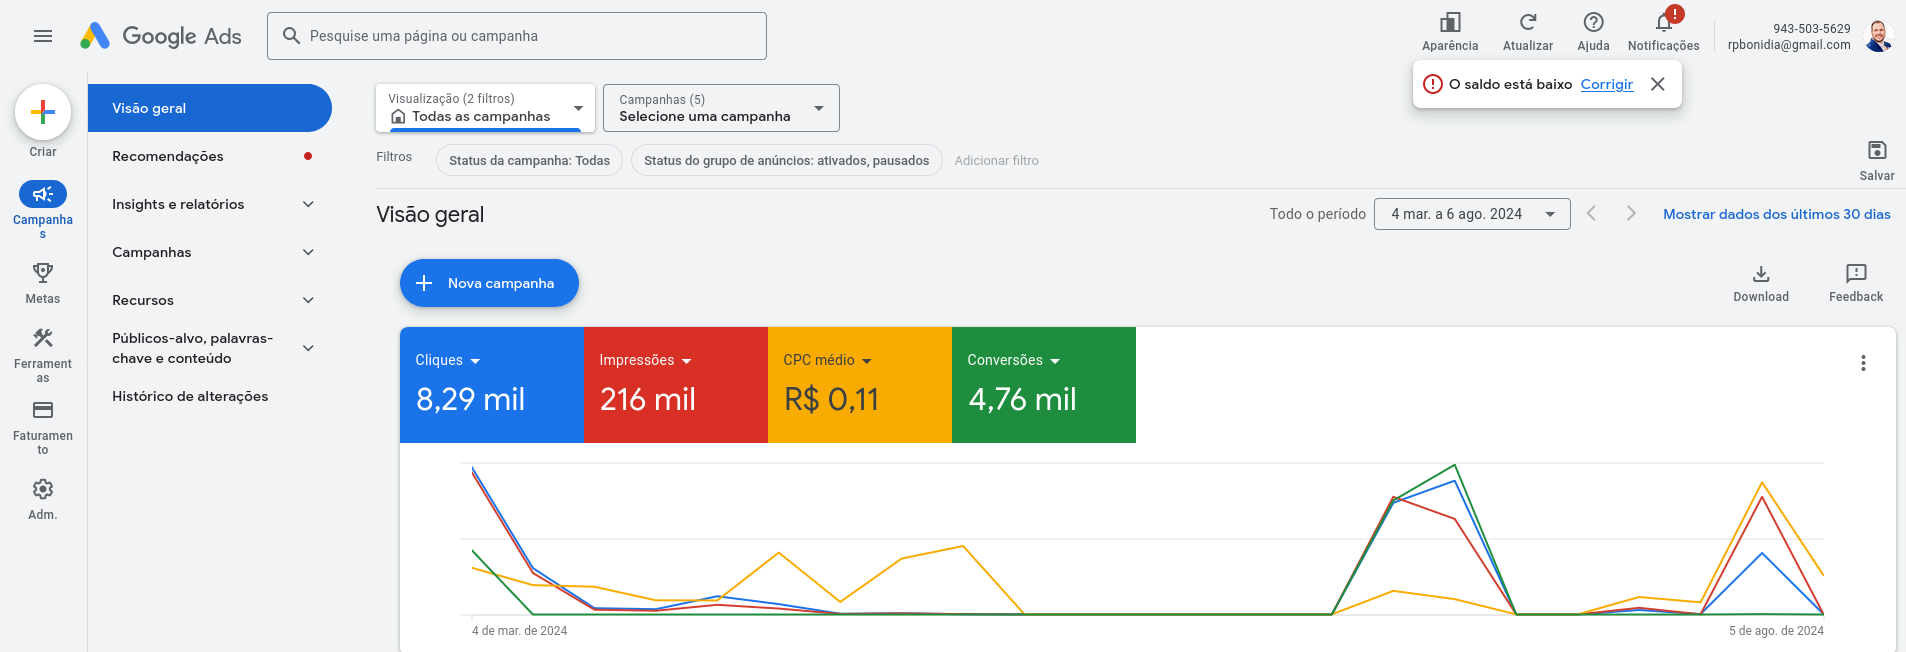 Google Ads
Pesquise uma página ou campanha
Aparência
Atualizar
Ajuda
Notificações
943-503-5629
rpbonidia@gmail.com
O saldo está baixo Corrigir
Criar
Campanha
s
Metas
Ferrament
as
Faturamen
to
Adm.
Visão geral
Recomendações
Insights e relatórios
Campanhas
Recursos
Públicos-alvo, palavras-
chave e conteúdo
Histórico de alterações
Visualização (2 filtros)
Todas as campanhas
Campanhas (5)
Selecione uma campanha
Filtros
Status da campanha: Todas
Status do grupo de anúncios: ativados, pausados
Adicionar filtro
Salvar
Visão geral
Todo o período
4 mar. a 6 ago. 2024
Mostrar dados dos últimos 30 dias
Nova campanha
Download
Feedback
Cliques
8,29 mil
Impressões
216 mil
CPC médio
R$ 0,11
Conversões
4,76 mil
4 de mar. de 2024
5 de ago. de 2024